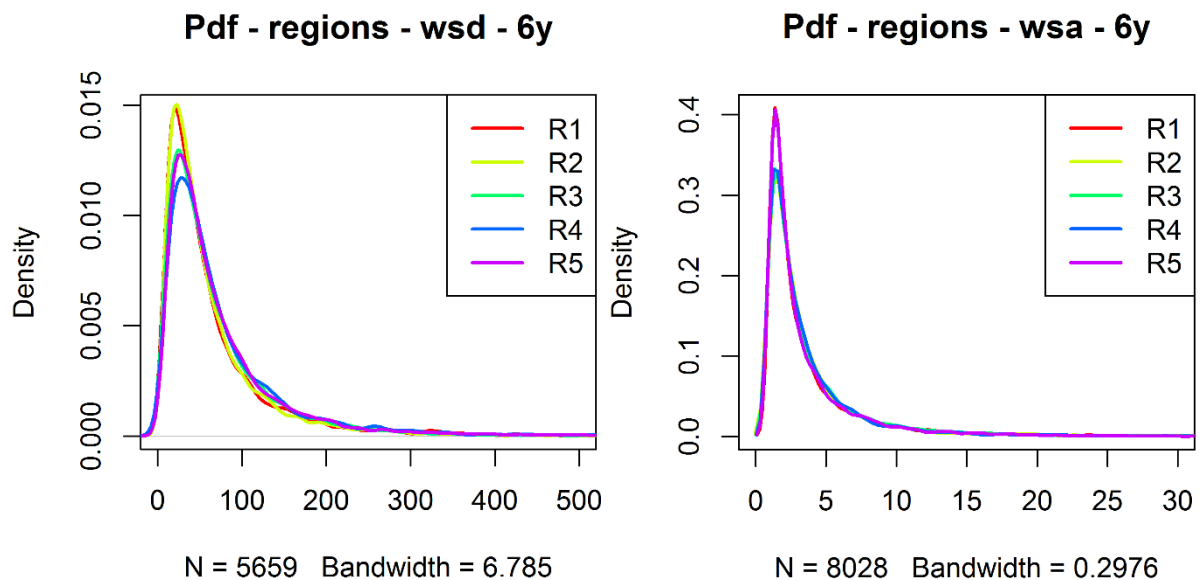 Pdf - regions - wsd - 6y
Density
0.000
0.005
0.010
0.015
0
100
200
300
400
500
R1
R2
R3
R4
R5
N = 5659 Bandwidth = 6.785
Pdf - regions - wsa - 6y
Density
0.0
0.1
0.2
0.3
0.4
0
5
10
15
20
25
30
R1
R2
R3
R4
R5
N = 8028 Bandwidth = 0.2976